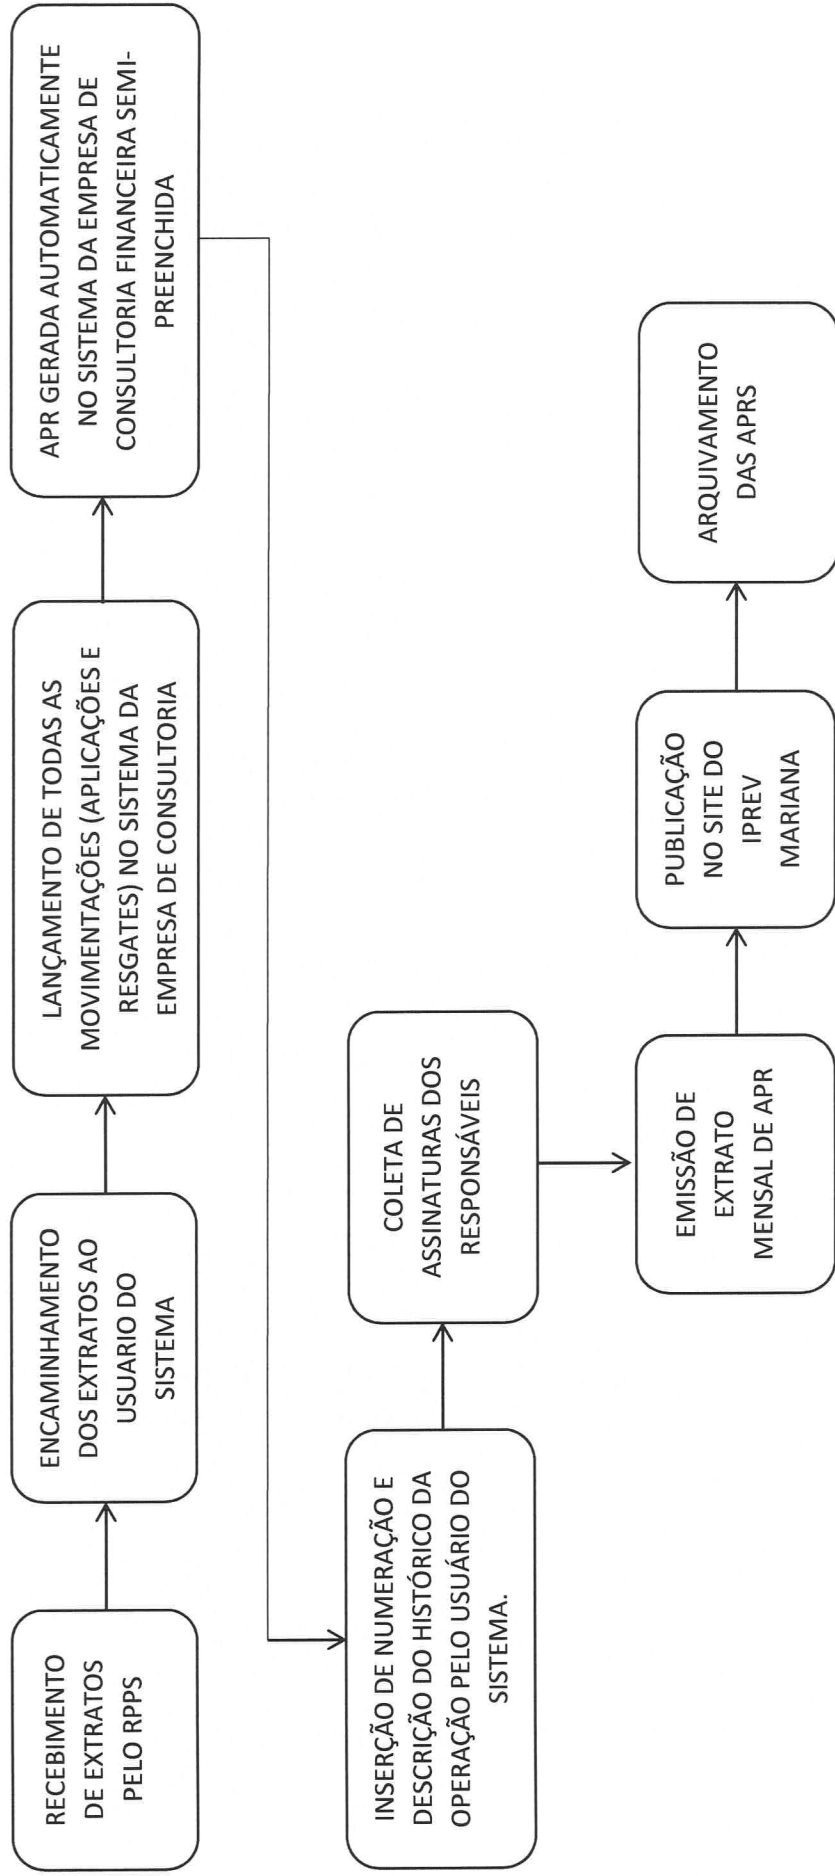 RECEBIMENTO
DE EXTRATOS
PELO RPPS
ENCAMINHAMENTO
DOS EXTRATOS AO
USUARIO DO
SISTEMA
LANÇAMENTO DE TODAS AS
MOVIMENTAÇÕES (APLICAÇÕES E
RESGATES) NO SISTEMA DA
EMPRESA DE CONSULTORIA
APR GERADA AUTOMATICAMENTE
NO SISTEMA DA EMPRESA DE
CONSULTORIA FINANCEIRA SEMI-
PREENCHIDA
INSERÇÃO DE NUMERAÇÃO E
DESCRIÇÃO DO HISTÓRICO DA
OPERAÇÃO PELO USUÁRIO DO
SISTEMA.
COLETA DE
ASSINATURAS DOS
RESPONSÁVEIS
EMISSÃO DE
EXTRATO
MENSAL DE APR
PUBLICAÇÃO
NO SITE DO
IPREV
MARIANA
ARQUIVAMENTO
DAS APRS